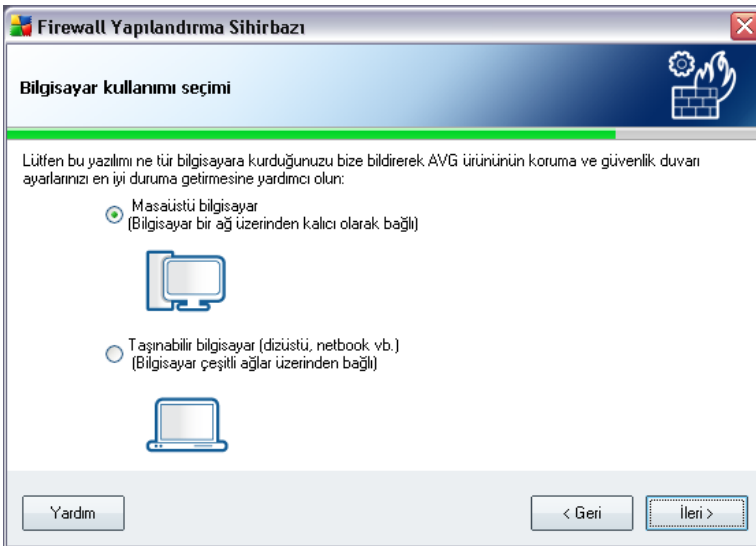 Firewall Yapılandırma Sihirbazı
Bilgisayar kullanımı seçimi
Lütfen bu yazılımı ne tür bilgisayara kurduğunuzu bize bildirerek AVG ürününün koruma ve güvenlik duvarı
ayarlarınızı en iyi duruma getirmesine yardımcı olun:
Masaüstü bilgisayar
(Bilgisayar bir ağ üzerinden kalıcı olarak bağlı)
Taşınabilir bilgisayar (dizüstü, netbook vb.)
(Bilgisayar çeşitli ağlar üzerinden bağlı)
Yardım
< Geri
İleri >